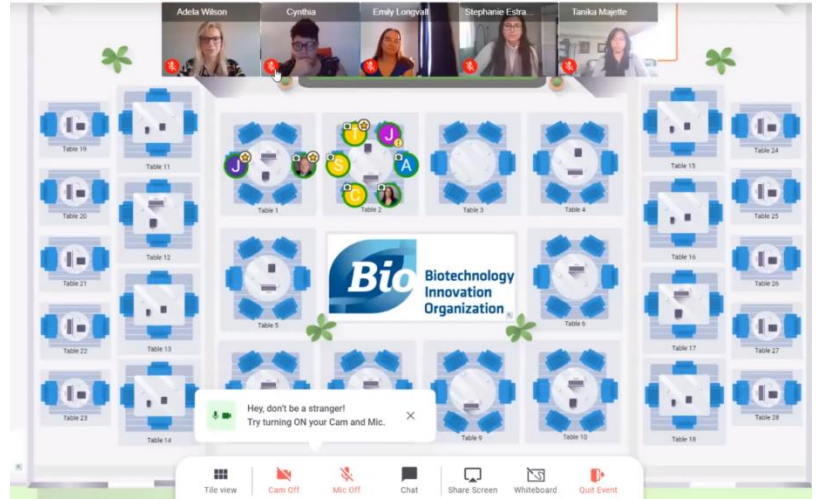 Adela Wilson
Cynthia
Emily Longvall
Stephanie Estra...
Tanika Majette
Table 19
Table 11
Table 1
Table 2
Table 3
Table 4
Table 15
Table 24
J
T
J
S
A
C
Table 20
Table 12
Table 16
Table 25
Bio
Biotechnology
Innovation
Organization
Table 21
Table 5
Table 6
Table 26
Table 22
Table 13
Table 17
Table 27
Table 23
Table 14
Table 9
Table 10
Table 18
Table 28
Hey, don't be a stranger!
Try turning ON your Cam and Mic.
Tile view
Cam Off
Mic Off
Chat
Share Screen
Whiteboard
Quit Event